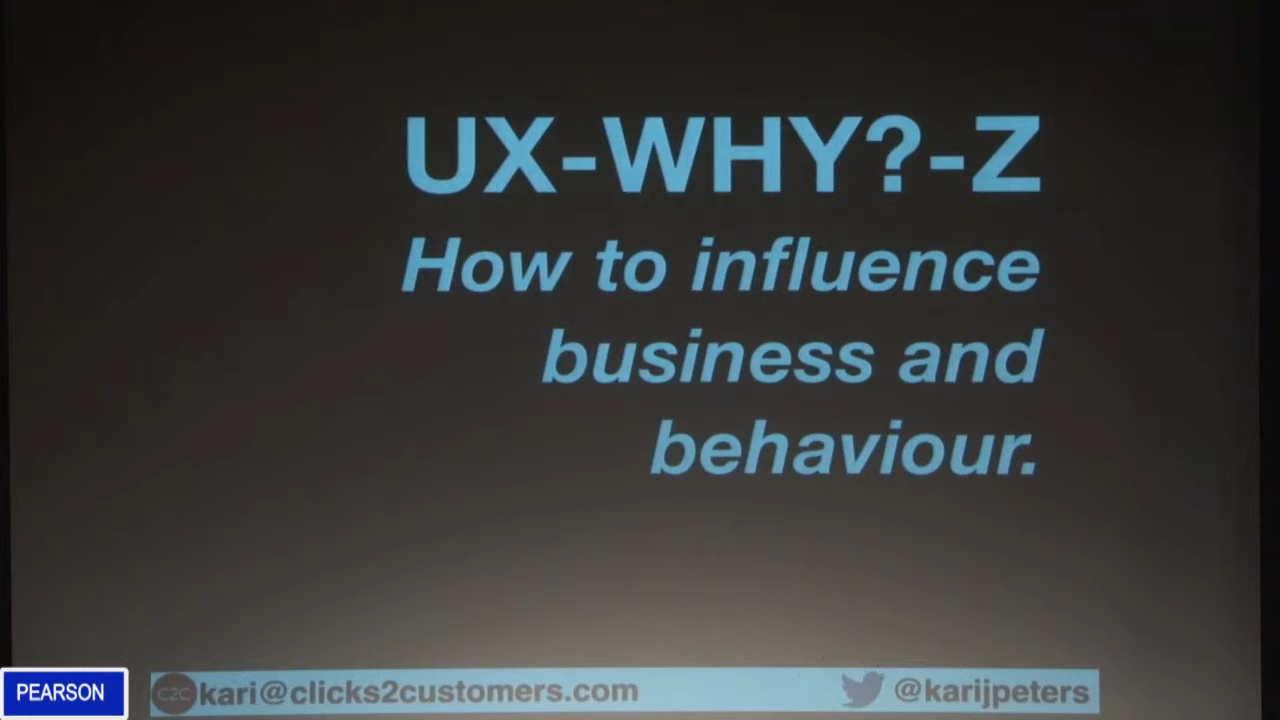 UX-WHY?-Z
How to influence
business and
behaviour.
PEARSON
C2C kari@clicks2customers.com @karijpeters